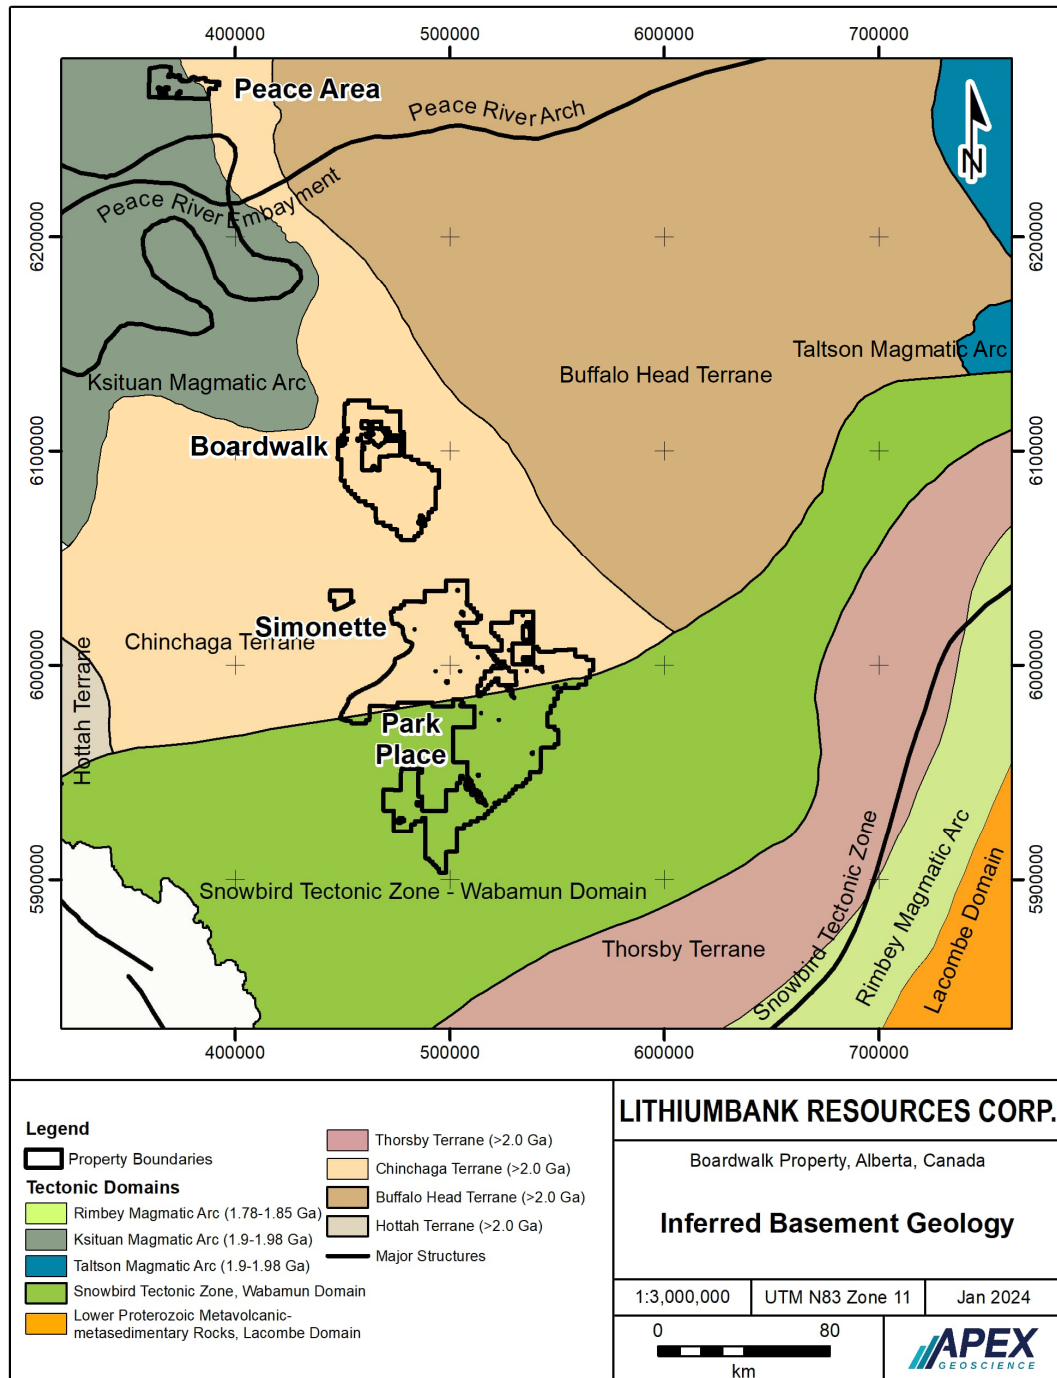 400000
500000
600000
700000
Peace Area
Peace River Arch
N
Peace River Embayment
6200000
6200000
Taltson Magmatic Arc
Buffalo Head Terrane
Ksituan Magmatic Arc
Boardwalk
6100000
6100000
Simonette
Chinchaga Terrane
6000000
6000000
Hottah Terrane
Park
Place
5900000
5900000
Snowbird Tectonic Zone - Wabamun Domain
Thorsby Terrane
Snowbird Tectonic Zone
Rimbey Magmatic Arc
Lacombe Domain
400000
500000
600000
700000
Legend
Property Boundaries
Tectonic Domains
Rimbey Magmatic Arc (1.78-1.85 Ga)
Ksituan Magmatic Arc (1.9-1.98 Ga)
Taltson Magmatic Arc (1.9-1.98 Ga)
Snowbird Tectonic Zone, Wabamun Domain
Lower Proterozoic Metavolcanic-
metasedimentary Rocks, Lacombe Domain
Thorsby Terrane (>2.0 Ga)
Chinchaga Terrane (>2.0 Ga)
Buffalo Head Terrane (>2.0 Ga)
Hottah Terrane (>2.0 Ga)
Major Structures
LITHIUMBANK RESOURCES CORP.
Boardwalk Property, Alberta, Canada
Inferred Basement Geology
1:3,000,000
UTM N83 Zone 11
Jan 2024
0
80
km
APEX
GEOSCIENCE